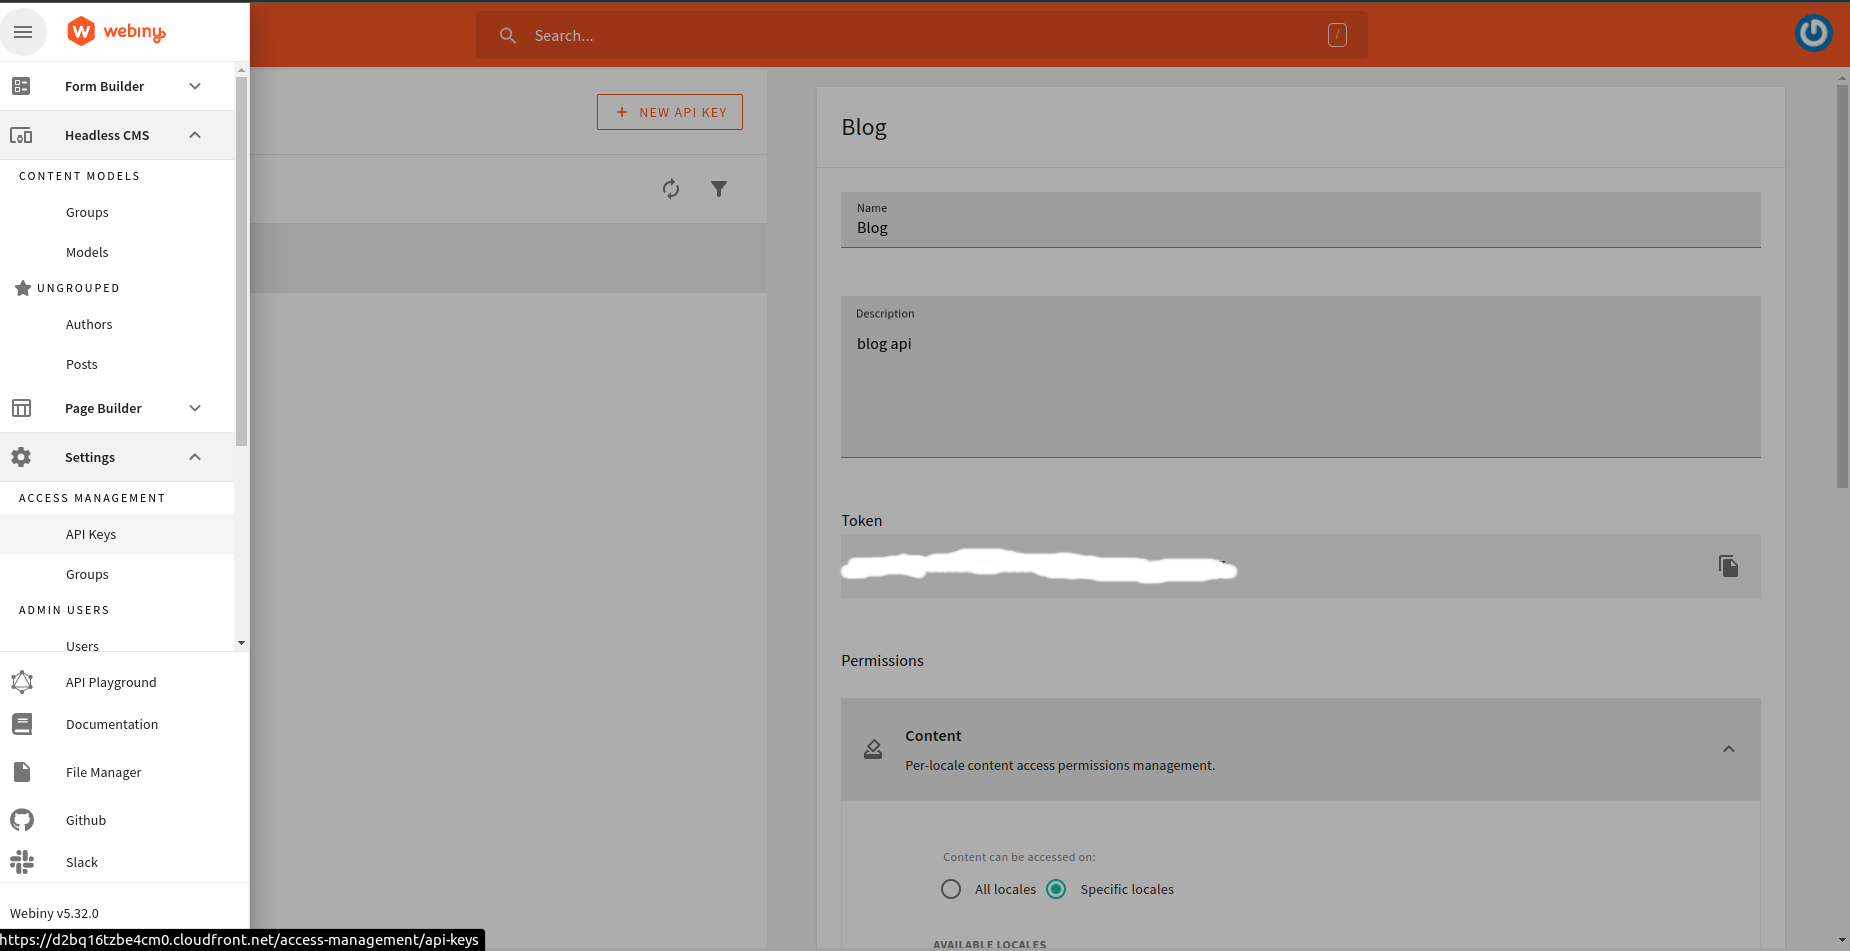 webiny
Search...
/
Form Builder
Headless CMS
CONTENT MODELS
Groups
Models
UNGROUPED
Authors
Posts
Page Builder
Settings
ACCESS MANAGEMENT
API Keys
Groups
ADMIN USERS
Users
API Playground
Documentation
File Manager
Github
Slack
Webiny v5.32.0
https://d2bq16tzbe4cm0.cloudfront.net/access-management/api-keys
+ NEW API KEY
Blog
Name
Blog
Description
blog api
Token
Permissions
Content
Per-locale content access permissions management.
Content can be accessed on:
All locales
Specific locales
AVAILABLE LOCALES